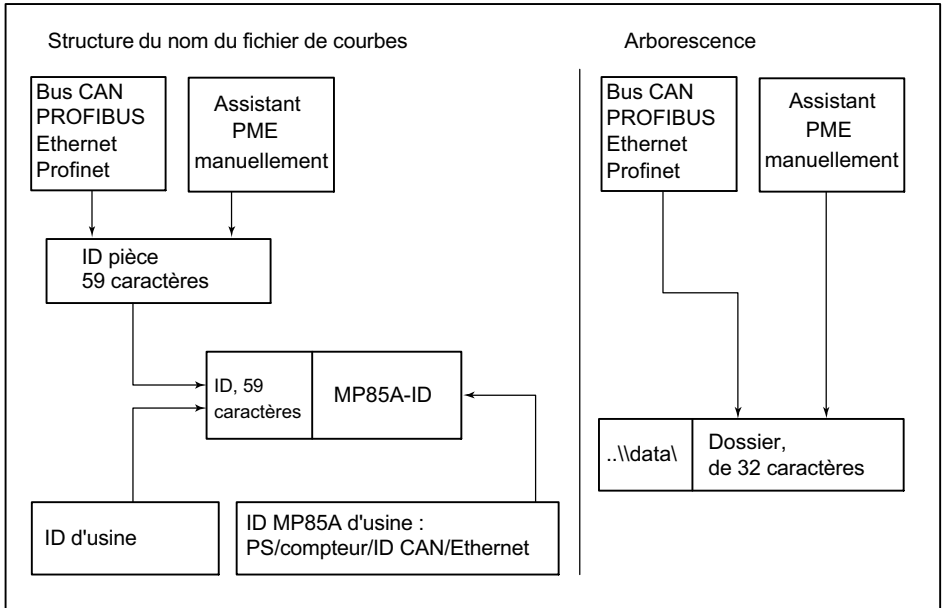 Structure du nom du fichier de courbes
Bus CAN
PROFIBUS
Ethernet
Profinet
Assistant
PME
manuellement
ID pièce
59 caractères
ID, 59
caractères
MP85A-ID
ID d'usine
ID MP85A d'usine :
PS/compteur/ID CAN/Ethernet
Arborescence
Bus CAN
PROFIBUS
Ethernet
Profinet
Assistant
PME
manuellement
..\\data\
Dossier,
de 32 caractères